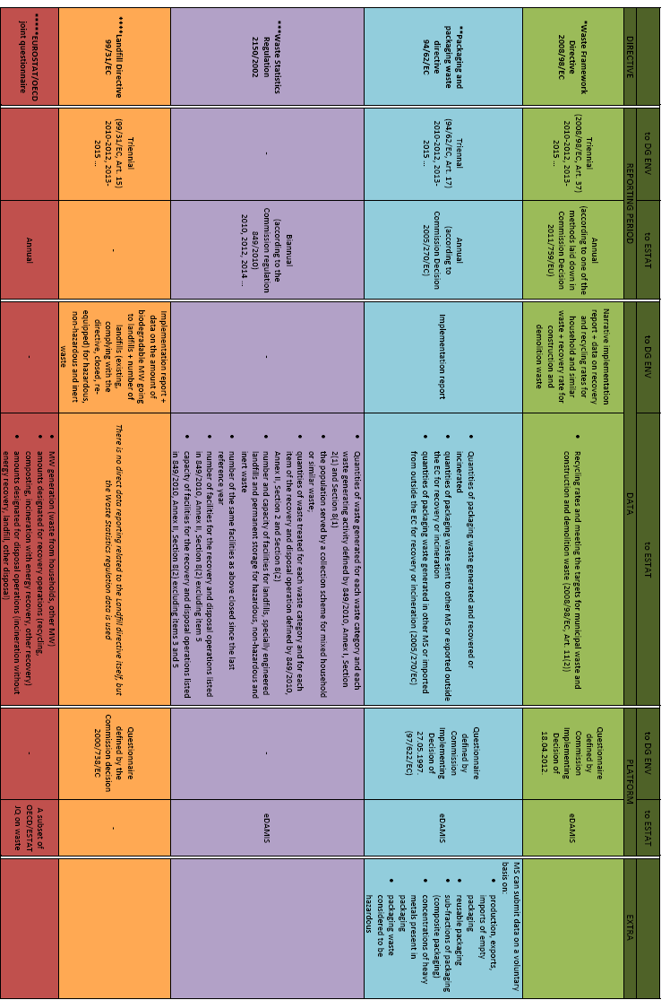 DIRECTIVE
REPORTING PERIOD
DATA
PLATFORM
EXTRA
to DG ENV
to ESTAT
to DG ENV
to ESTAT
to DG ENV
to ESTAT
*Waste Framework
Directive
2008/98/EC
Triennial
(2008/98/EC, Art. 37)
2010-2012, 2013-
2015 ...
Annual
(according to one of the
methods laid down in
Commission Decision
2011/759/EU)
Narrative implementation
report + data on recovery
and recycling rates for
household and similar
waste + recovery rate for
construction and
demolition waste
• Recycling rates and meeting the targets for municipal waste and
construction and demolition waste (2008/98/EC, Art. 11(2))
Questionnaire
defined by
Commission
Implementing
Decision of
18.04.2012.
eDAMIS
**Packaging and
packaging waste
directive
94/62/EC
Triennial
(94/62/EC, Art. 17)
2010-2012, 2013-
2015 ...
Annual
(according to
Commission Decision
2005/270/EC)
Implementation report
• Quantities of packaging waste generated and recovered or
incinerated
• quantities of packaging waste sent to other MS or exported outside
the EC for recovery or incineration
• quantities of packaging waste generated in other MS or imported
from outside the EC for recovery or incineration (2005/270/EC)
Questionnaire
defined by
Commission
Implementing
Decision of
27.05.1997.
(97/622/EC)
eDAMIS
MS can submit data on a voluntary
basis on:
• production, exports,
imports of empty
packaging
• reusable packaging
• sub-fractions of packaging
(composite packaging)
• concentrations of heavy
metals present in
packaging
• packaging waste
considered to be
hazardous
***Waste Statistics
Regulation
2150/2002
-
Biannual
(according to the
Commission regulation
849/2010)
2010, 2012, 2014 ...
-
• Quantities of waste generated for each waste category and each
waste generating activity defined by 849/2010, Annex I, Section
2(1) and Section 8(1)
• the population served by a collection scheme for mixed household
or similar waste;
• quantities of waste treated for each waste category and for each
item of the recovery and disposal operation defined by 849/2010,
Annex II, Section 2 and Section 8(2)
• number and capacity of facilities for landfills, specially engineered
landfills and permanent storage for hazardous, non-hazardous and
inert waste
• number of the same facilities as above closed since the last
reference year
• number of facilities for the recovery and disposal operations listed
in 849/2010, Annex II, Section 8(2) excluding item 5
• capacity of facilities for the recovery and disposal operations listed
in 849/2010, Annex II, Section 8(2) excluding items 3 and 5
-
eDAMIS
****Landfill Directive
99/31/EC
Triennial
(99/31/EC, Art. 15)
2010-2012, 2013-
2015 ...
-
Implementation report +
data on the amount of
biodegradable MW going
to landfills + number of
landfills (existing,
complying with the
directive, closed, re-
equipped) for hazardous,
non-hazardous and inert
waste
There is no direct data reporting related to the Landfill directive itself, but
the Waste Statistics regulation data is used
Questionnaire
defined by the
Commission decision
2000/738/EC
-
*****EUROSTAT/OECD
joint questionnaire
Annual
-
• MW generation (waste from households, other MW)
• amounts designated for recovery operations (recycling,
composting, incineration with energy recovery, other recovery)
• amounts designated for disposal operations (incineration without
energy recovery, landfill, other disposal)
-
A subset of
OECD/ESTAT
JQ on waste